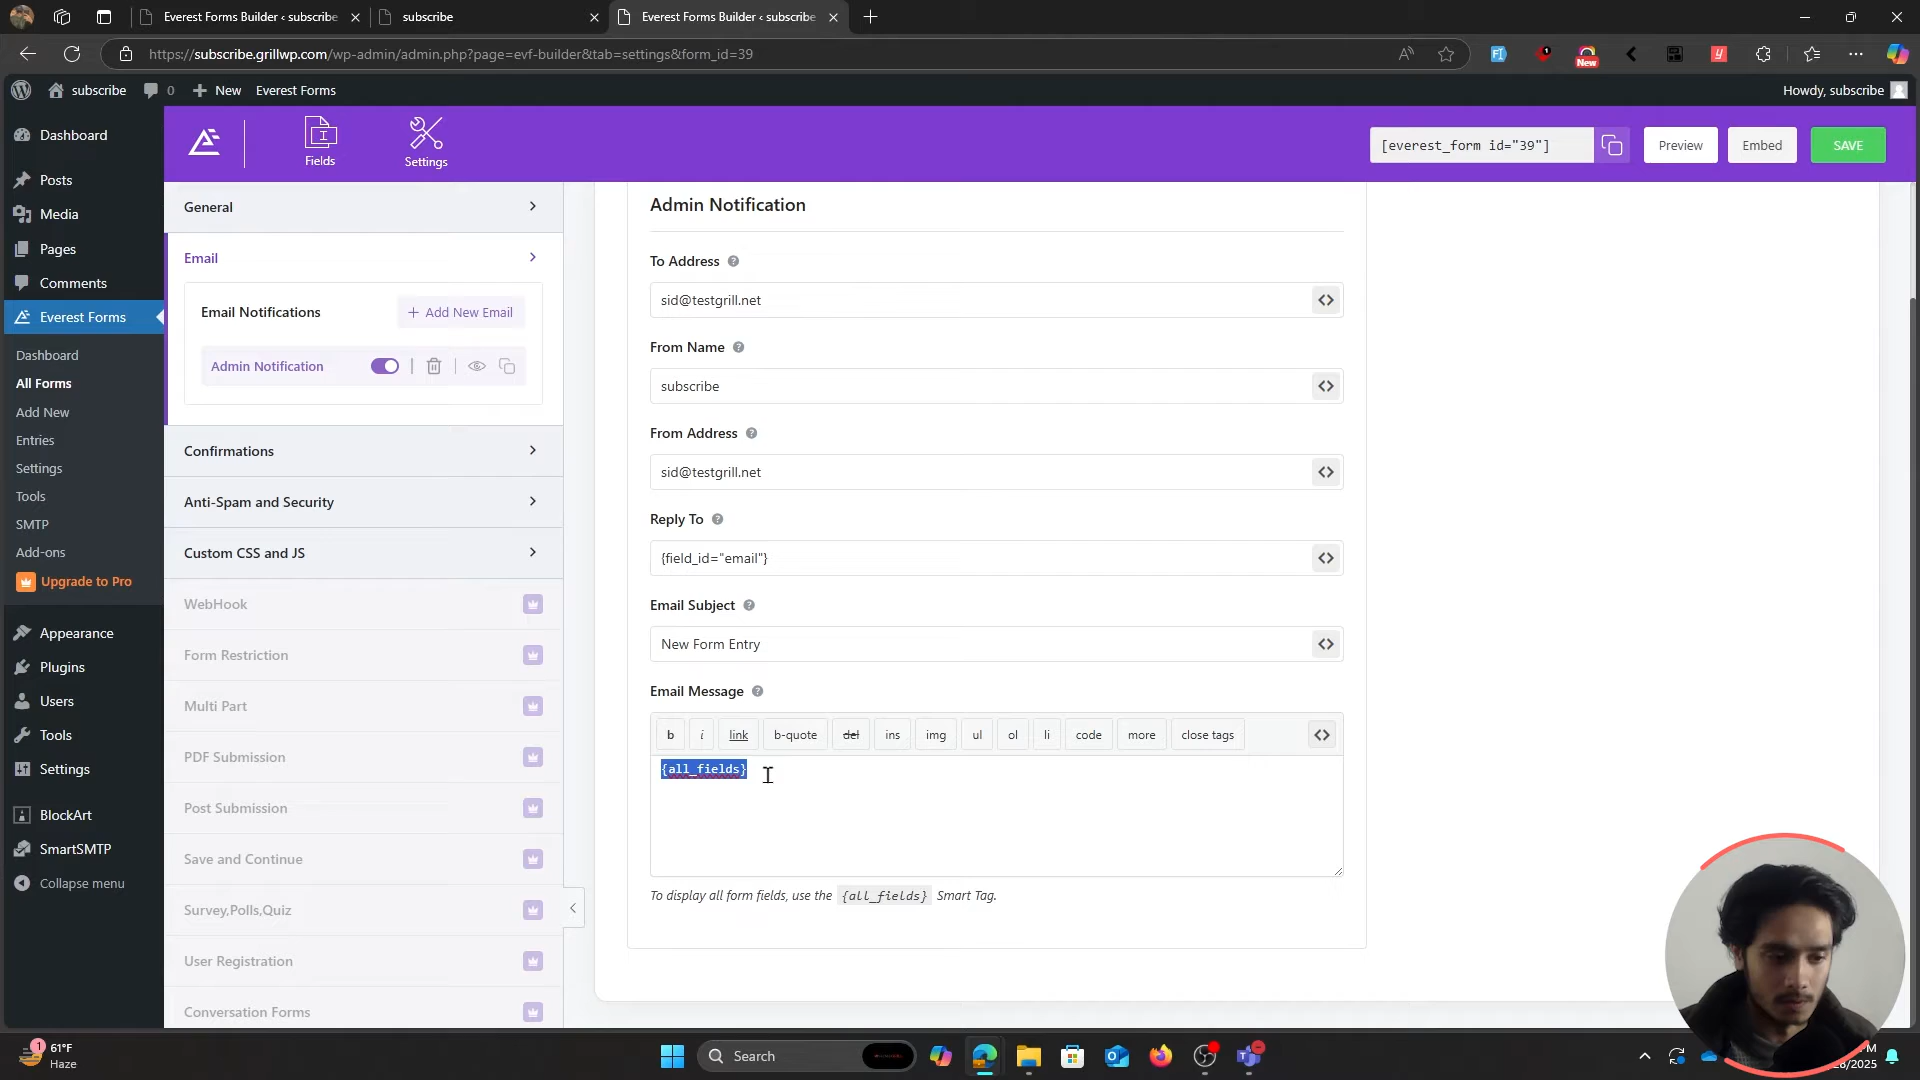 Everest Forms Builder ‹ subscribe
subscribe
Everest Forms Builder ‹ subscribe
https://subscribe.grillwp.com/wp-admin/admin.php?page=evf-builder&tab=settings&form_id=39
1
New
subscribe
0
New
Everest Forms
Howdy, subscribe
Fields
Settings
[everest_form id="39"]
Preview
Embed
SAVE
Dashboard
Posts
Media
Pages
Comments
Everest Forms
Dashboard
All Forms
Add New
Entries
Settings
Tools
SMTP
Add-ons
Upgrade to Pro
Appearance
Plugins
Users
Tools
Settings
BlockArt
SmartSMTP
Collapse menu
General
Email
Email Notifications
+ Add New Email
Admin Notification
Confirmations
Anti-Spam and Security
Custom CSS and JS
WebHook
Form Restriction
Multi Part
PDF Submission
Post Submission
Save and Continue
Survey,Polls,Quiz
User Registration
Conversation Forms
Admin Notification
To Address
sid@testgrill.net
From Name
subscribe
From Address
sid@testgrill.net
Reply To
{field_id="email"}
Email Subject
New Form Entry
Email Message
b
i
link
b-quote
del
ins
img
ul
ol
li
code
more
close tags
{all_fields}
To display all form fields, use the {all_fields} Smart Tag.
1
61°F
Haze
Search